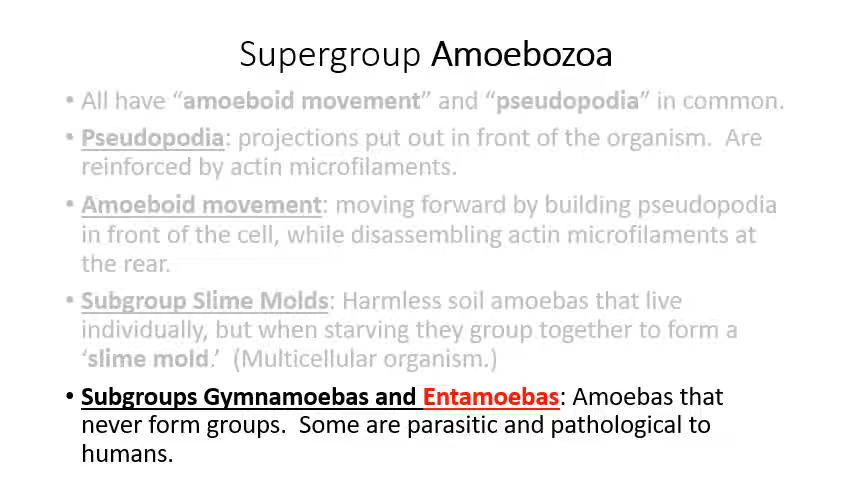 Supergroup Amoebozoa
• All have “amoeboid movement” and “pseudopodia” in common.
• Pseudopodia: projections put out in front of the organism.  Are
reinforced by actin microfilaments.
• Amoeboid movement: moving forward by building pseudopodia
in front of the cell, while disassembling actin microfilaments at
the rear.
• Subgroup Slime Molds: Harmless soil amoebas that live
individually, but when starving they group together to form a
‘slime mold.’  (Multicellular organism.)
• Subgroups Gymnamoebas and Entamoebas: Amoebas that
never form groups.  Some are parasitic and pathological to
humans.